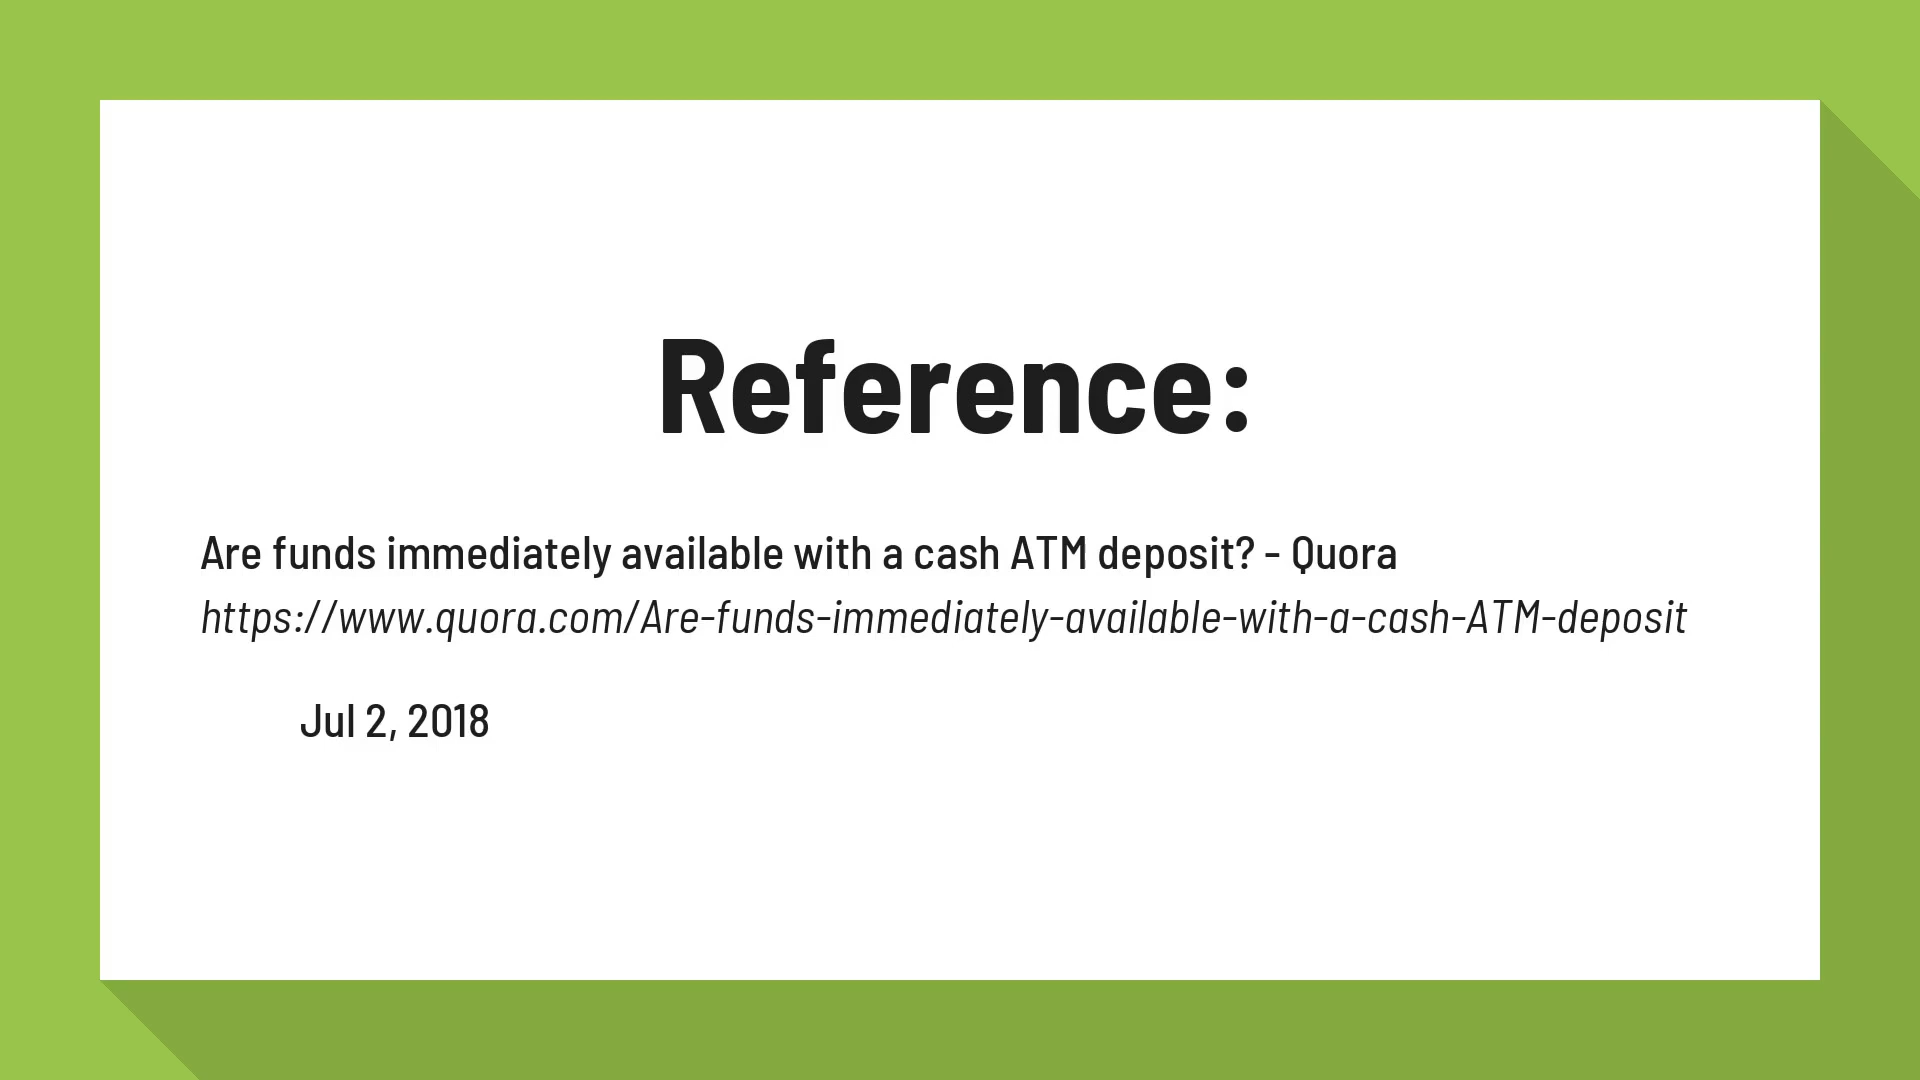 Reference:
Are funds immediately available with a cash ATM deposit? - Quora
https://www.quora.com/Are-funds-immediately-available-with-a-cash-ATM-deposit
Jul 2, 2018